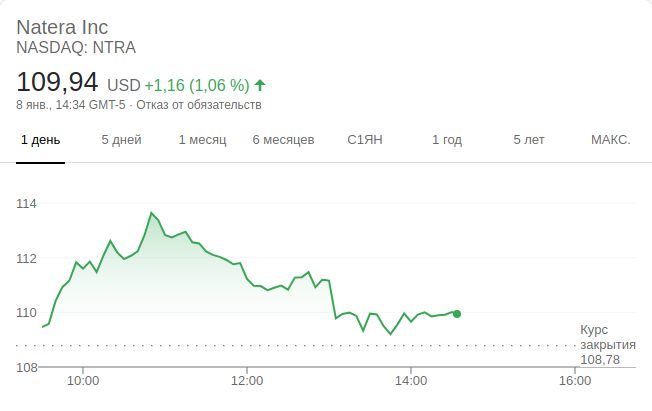 Natera Inc
NASDAQ: NTRA
109,94 USD +1,16 (1,06 %)
8 янв., 14:34 GMT-5 · Отказ от обязательств
1 день 5 дней 1 месяц 6 месяцев С1ЯН 1 год 5 лет МАКС.
114
112
110
Курс
закрытия
108,78
108
10:00 12:00 14:00 16:00